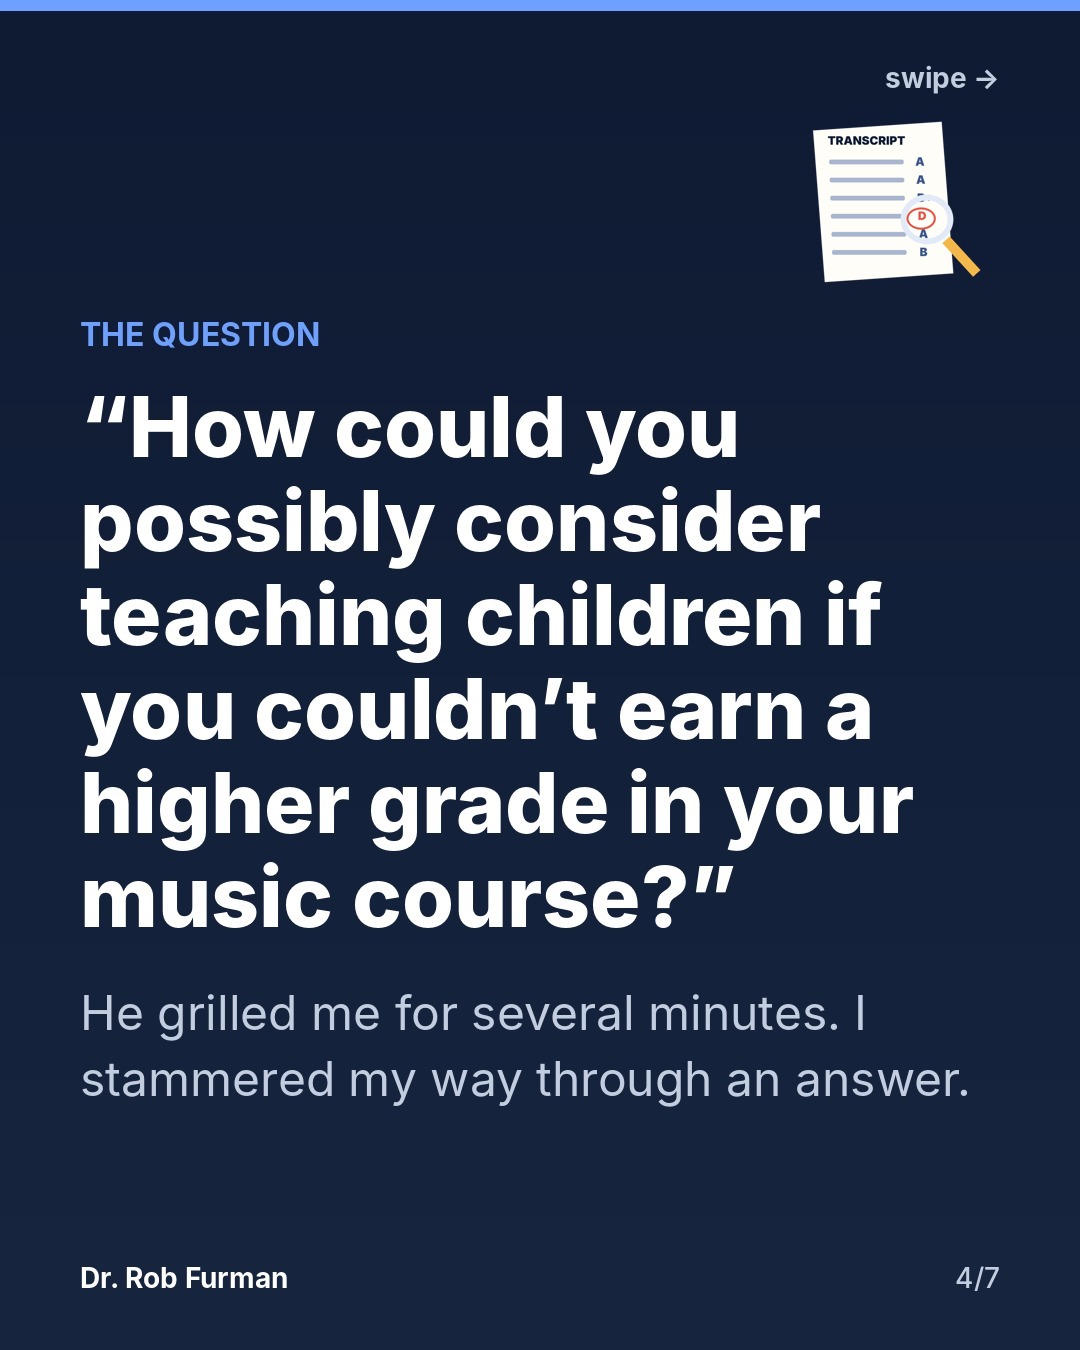 swipe →
TRANSCRIPT
A
A
D
A
B
THE QUESTION
“How could you
possibly consider
teaching children if
you couldn’t earn a
higher grade in your
music course?”
He grilled me for several minutes. I
stammered my way through an answer.
Dr. Rob Furman
4/7